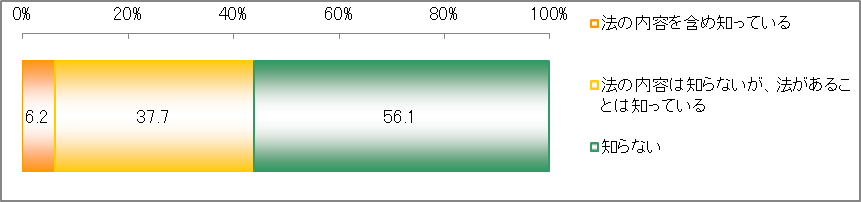 0% 20% 40% 60% 80% 100%
6.2 37.7 56.1
法の内容を含め知っている
法の内容は知らないが、法があるこ
とは知っている
知らない